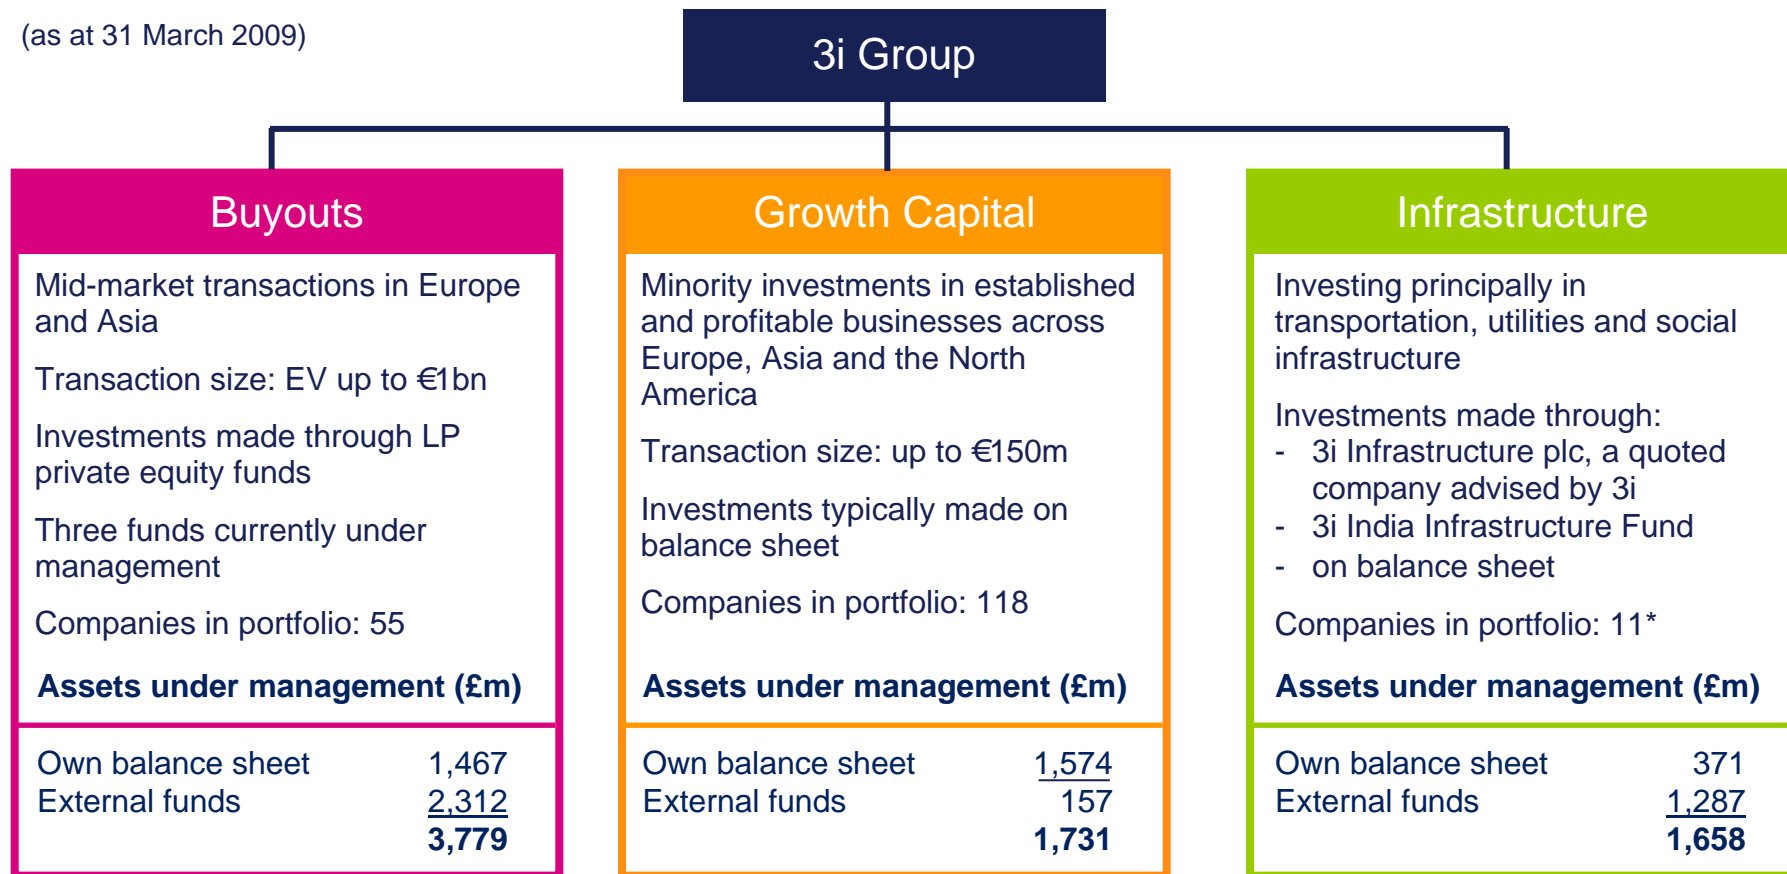 (as at 31 March 2009)
3i Group
Buyouts
Mid-market transactions in Europe
and Asia
Transaction size: EV up to €1bn
Investments made through LP
private equity funds
Three funds currently under
management
Companies in portfolio: 55
Assets under management (£m)
Own balance sheet 1,467
External funds 2,312
3,779
Growth Capital
Minority investments in established
and profitable businesses across
Europe, Asia and the North
America
Transaction size: up to €150m
Investments typically made on
balance sheet
Companies in portfolio: 118
Assets under management (£m)
Own balance sheet 1,574
External funds 157
1,731
Infrastructure
Investing principally in
transportation, utilities and social
infrastructure
Investments made through:
- 3i Infrastructure plc, a quoted
company advised by 3i
- 3i India Infrastructure Fund
- on balance sheet
Companies in portfolio: 11*
Assets under management (£m)
Own balance sheet 371
External funds 1,287
1,658